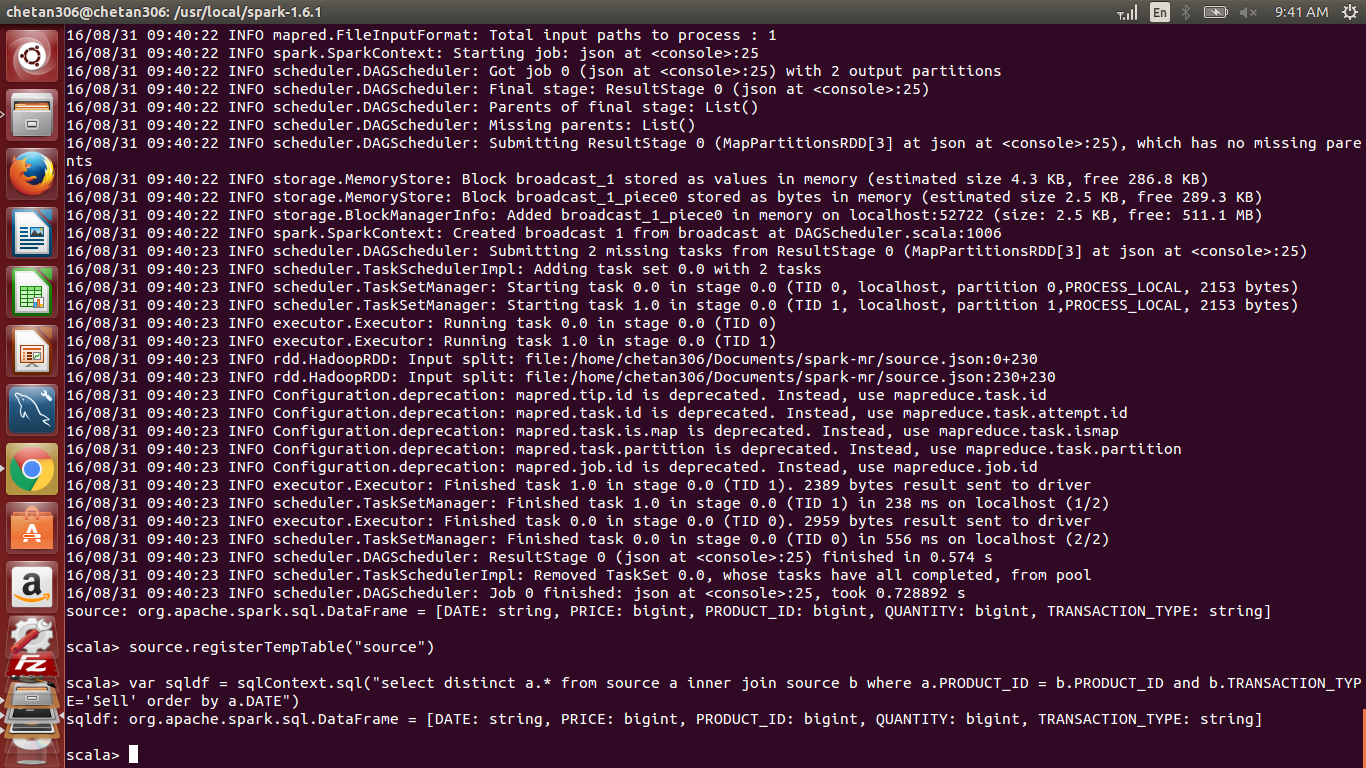 chetan306@chetan306: /usr/local/spark-1.6.1
En
9:41 AM
16/08/31 09:40:22 INFO mapred.FileInputFormat: Total input paths to process : 1
16/08/31 09:40:22 INFO spark.SparkContext: Starting job: json at <console>:25
16/08/31 09:40:22 INFO scheduler.DAGScheduler: Got job 0 (json at <console>:25) with 2 output partitions
16/08/31 09:40:22 INFO scheduler.DAGScheduler: Final stage: ResultStage 0 (json at <console>:25)
16/08/31 09:40:22 INFO scheduler.DAGScheduler: Parents of final stage: List()
16/08/31 09:40:22 INFO scheduler.DAGScheduler: Missing parents: List()
16/08/31 09:40:22 INFO scheduler.DAGScheduler: Submitting ResultStage 0 (MapPartitionsRDD[3] at json at <console>:25), which has no missing pare
nts
16/08/31 09:40:22 INFO storage.MemoryStore: Block broadcast_1 stored as values in memory (estimated size 4.3 KB, free 286.8 KB)
16/08/31 09:40:22 INFO storage.MemoryStore: Block broadcast_1_piece0 stored as bytes in memory (estimated size 2.5 KB, free 289.3 KB)
16/08/31 09:40:22 INFO storage.BlockManagerInfo: Added broadcast_1_piece0 in memory on localhost:52722 (size: 2.5 KB, free: 511.1 MB)
16/08/31 09:40:22 INFO spark.SparkContext: Created broadcast 1 from broadcast at DAGScheduler.scala:1006
16/08/31 09:40:23 INFO scheduler.DAGScheduler: Submitting 2 missing tasks from ResultStage 0 (MapPartitionsRDD[3] at json at <console>:25)
16/08/31 09:40:23 INFO scheduler.TaskSchedulerImpl: Adding task set 0.0 with 2 tasks
16/08/31 09:40:23 INFO scheduler.TaskSetManager: Starting task 0.0 in stage 0.0 (TID 0, localhost, partition 0,PROCESS_LOCAL, 2153 bytes)
16/08/31 09:40:23 INFO scheduler.TaskSetManager: Starting task 1.0 in stage 0.0 (TID 1, localhost, partition 1,PROCESS_LOCAL, 2153 bytes)
16/08/31 09:40:23 INFO executor.Executor: Running task 0.0 in stage 0.0 (TID 0)
16/08/31 09:40:23 INFO executor.Executor: Running task 1.0 in stage 0.0 (TID 1)
16/08/31 09:40:23 INFO rdd.HadoopRDD: Input split: file:/home/chetan306/Documents/spark-mr/source.json:0+230
16/08/31 09:40:23 INFO rdd.HadoopRDD: Input split: file:/home/chetan306/Documents/spark-mr/source.json:230+230
16/08/31 09:40:23 INFO Configuration.deprecation: mapred.tip.id is deprecated. Instead, use mapreduce.task.id
16/08/31 09:40:23 INFO Configuration.deprecation: mapred.task.id is deprecated. Instead, use mapreduce.task.attempt.id
16/08/31 09:40:23 INFO Configuration.deprecation: mapred.task.is.map is deprecated. Instead, use mapreduce.task.ismap
16/08/31 09:40:23 INFO Configuration.deprecation: mapred.task.partition is deprecated. Instead, use mapreduce.task.partition
16/08/31 09:40:23 INFO Configuration.deprecation: mapred.job.id is deprecated. Instead, use mapreduce.job.id
16/08/31 09:40:23 INFO executor.Executor: Finished task 1.0 in stage 0.0 (TID 1). 2389 bytes result sent to driver
16/08/31 09:40:23 INFO scheduler.TaskSetManager: Finished task 1.0 in stage 0.0 (TID 1) in 238 ms on localhost (1/2)
16/08/31 09:40:23 INFO executor.Executor: Finished task 0.0 in stage 0.0 (TID 0). 2959 bytes result sent to driver
16/08/31 09:40:23 INFO scheduler.TaskSetManager: Finished task 0.0 in stage 0.0 (TID 0) in 556 ms on localhost (2/2)
16/08/31 09:40:23 INFO scheduler.DAGScheduler: ResultStage 0 (json at <console>:25) finished in 0.574 s
16/08/31 09:40:23 INFO scheduler.TaskSchedulerImpl: Removed TaskSet 0.0, whose tasks have all completed, from pool
16/08/31 09:40:23 INFO scheduler.DAGScheduler: Job 0 finished: json at <console>:25, took 0.728892 s
source: org.apache.spark.sql.DataFrame = [DATE: string, PRICE: bigint, PRODUCT_ID: bigint, QUANTITY: bigint, TRANSACTION_TYPE: string]
scala> source.registerTempTable("source")
scala> var sqldf = sqlContext.sql("select distinct a.* from source a inner join source b where a.PRODUCT_ID = b.PRODUCT_ID and b.TRANSACTION_TYP
E='Sell' order by a.DATE")
sqldf: org.apache.spark.sql.DataFrame = [DATE: string, PRICE: bigint, PRODUCT_ID: bigint, QUANTITY: bigint, TRANSACTION_TYPE: string]
scala>
A
a
FZ